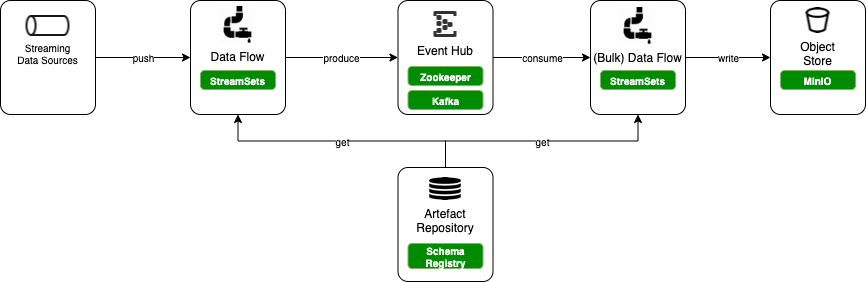 Streaming
Data Sources
push
Data Flow
StreamSets
produce
Event Hub
Zookeeper
Kafka
consume
(Bulk) Data Flow
StreamSets
write
Object
Store
MinIO
get
get
Artefact
Repository
Schema
Registry